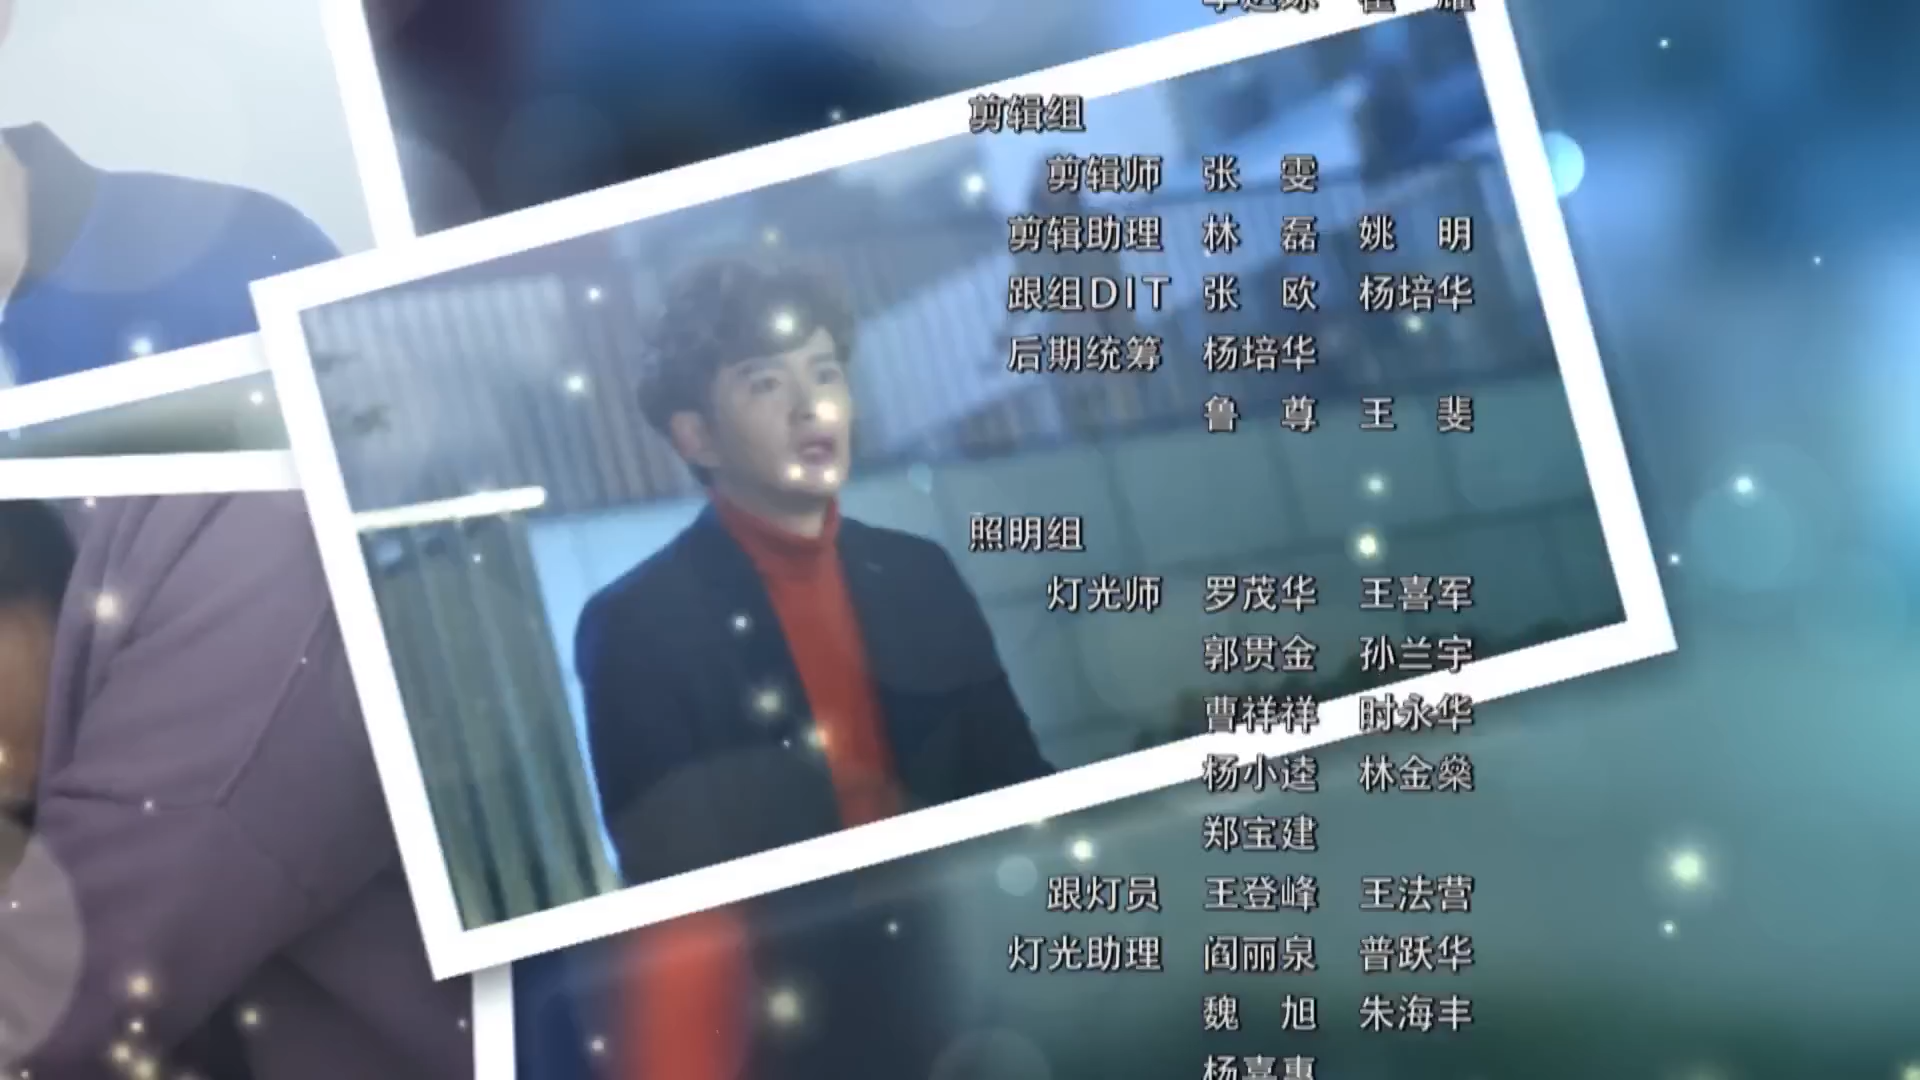 剪辑组
剪辑师 张 雯
剪辑助理 林 磊 姚 明
跟组DIT 张 欧 杨培华
后期统筹 杨培华
鲁 尊 王 斐
照明组
灯光师 罗茂华 王喜军
郭贯金 孙兰宇
曹祥祥 时永华
杨小逵 林金燊
郑宝建
跟灯员 王登峰 王法营
灯光助理 阎丽泉 普跃华
魏 旭 朱海丰
杨嘉惠